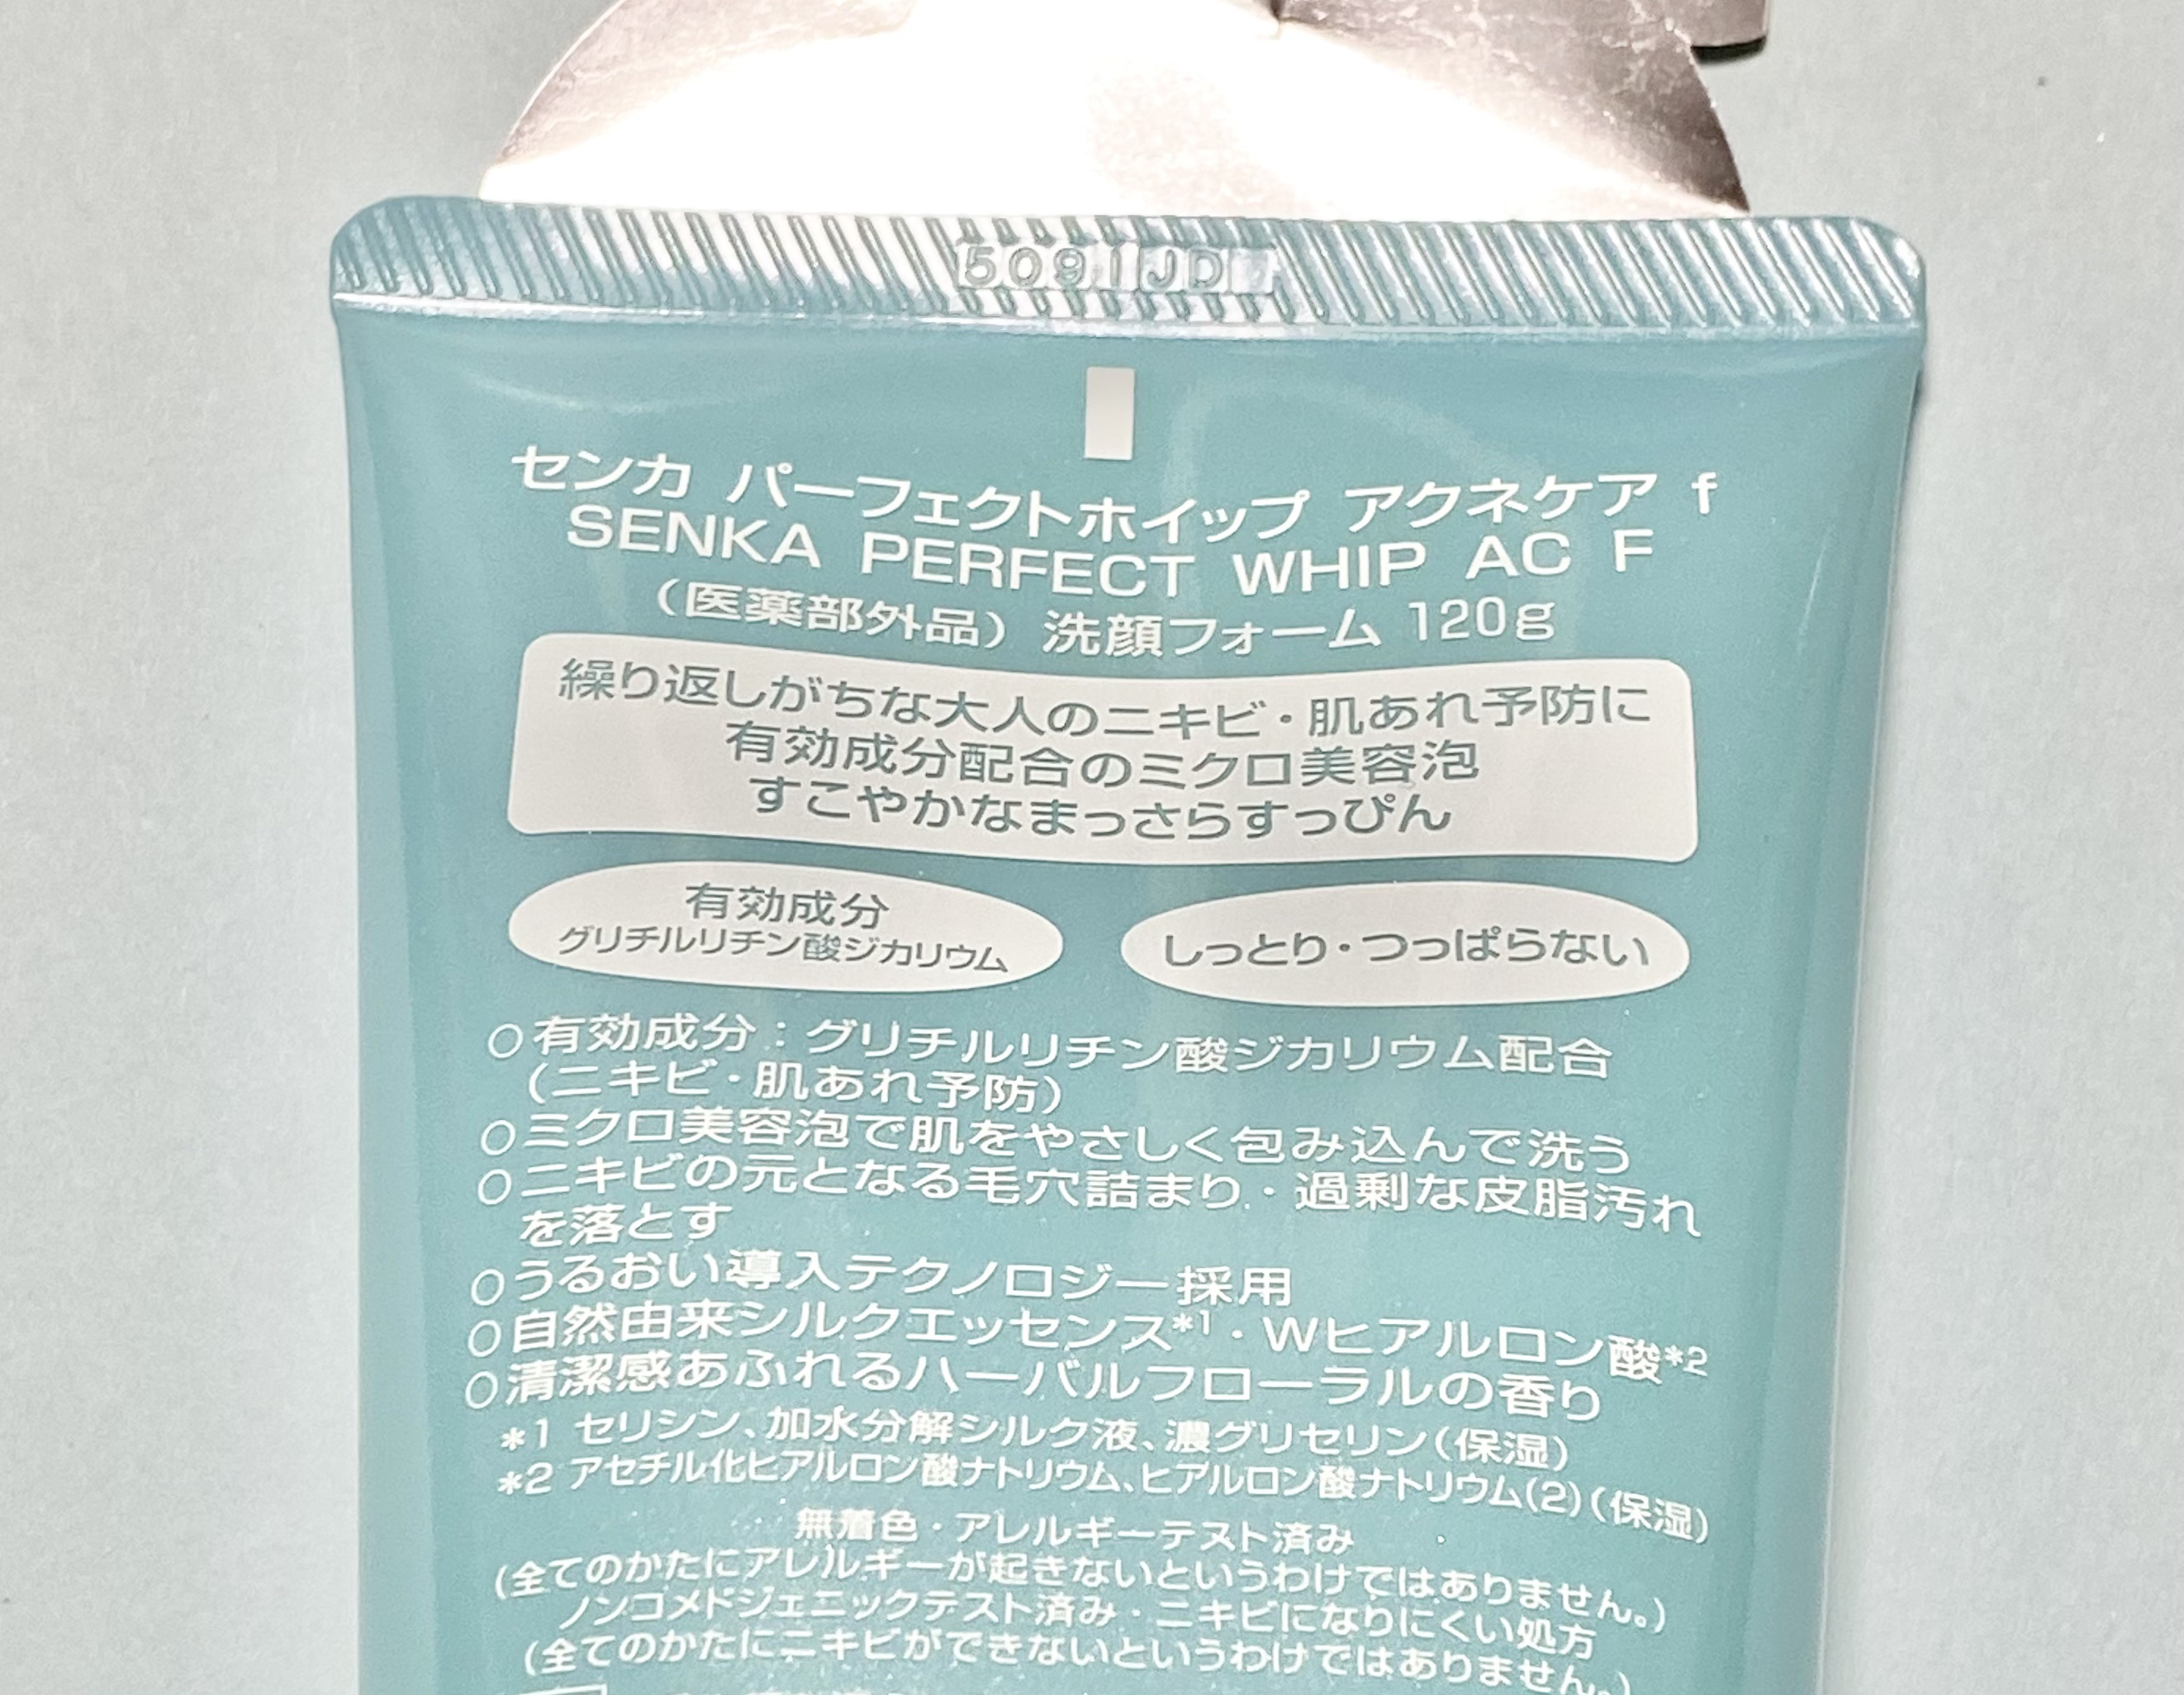 5091JD
センカ パーフェクトホイップ アクネケア f
SENKA PERFECT WHIP AC F
(医薬部外品) 洗顔フォーム 120g
繰り返しがちな大人のニキビ・肌あれ予防に
有効成分配合のミクロ美容泡
すこやかなまっさらすっぴん
有効成分
グリチルリチン酸ジカリウム
しっとり・つっぱらない
○有効成分:グリチルリチン酸ジカリウム配合
(ニキビ・肌あれ予防)
○ミクロ美容泡で肌をやさしく包み込んで洗う
○ニキビの元となる毛穴詰まり・過剰な皮脂汚れ
を落とす
○うるおい導入テクノロジー採用
○自然由来シルクエッセンス*1・Wヒアルロン酸*2
○清潔感あふれるハーバルフローラルの香り
*1 セリシン、加水分解シルク液、濃グリセリン(保湿)
*2 アセチル化ヒアルロン酸ナトリウム、ヒアルロン酸ナトリウム(2)(保湿)
無着色・アレルギーテスト済み
(全てのかたにアレルギーが起きないというわけではありません。)
ノンコメドジェニックテスト済み・ニキビになりにくい処方
(全てのかたにニキビができないというわけではありません。)